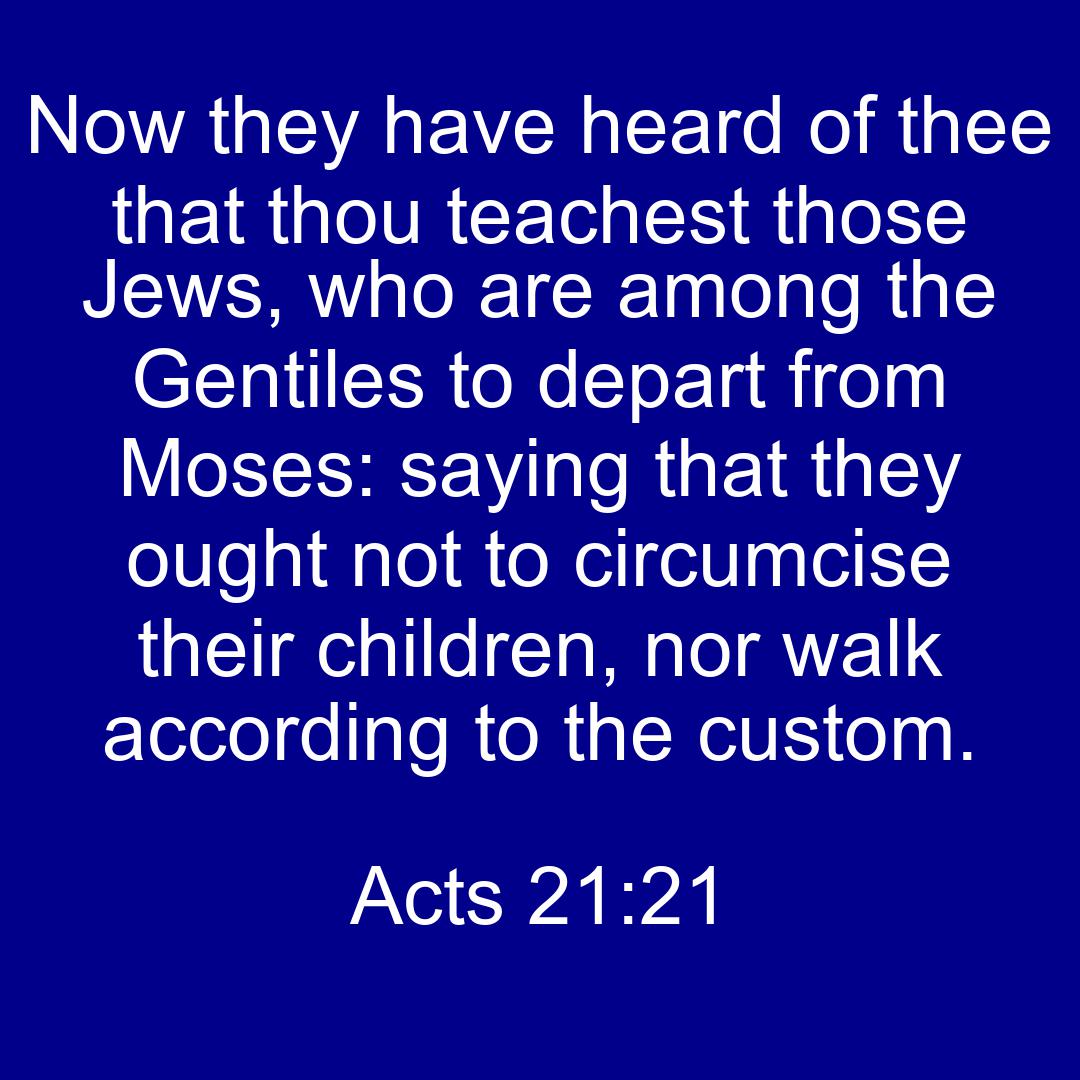 Now they have heard of thee
that thou teachest those
Jews, who are among the
Gentiles to depart from
Moses: saying that they
ought not to circumcise
their children, nor walk
according to the custom.
Acts 21:21